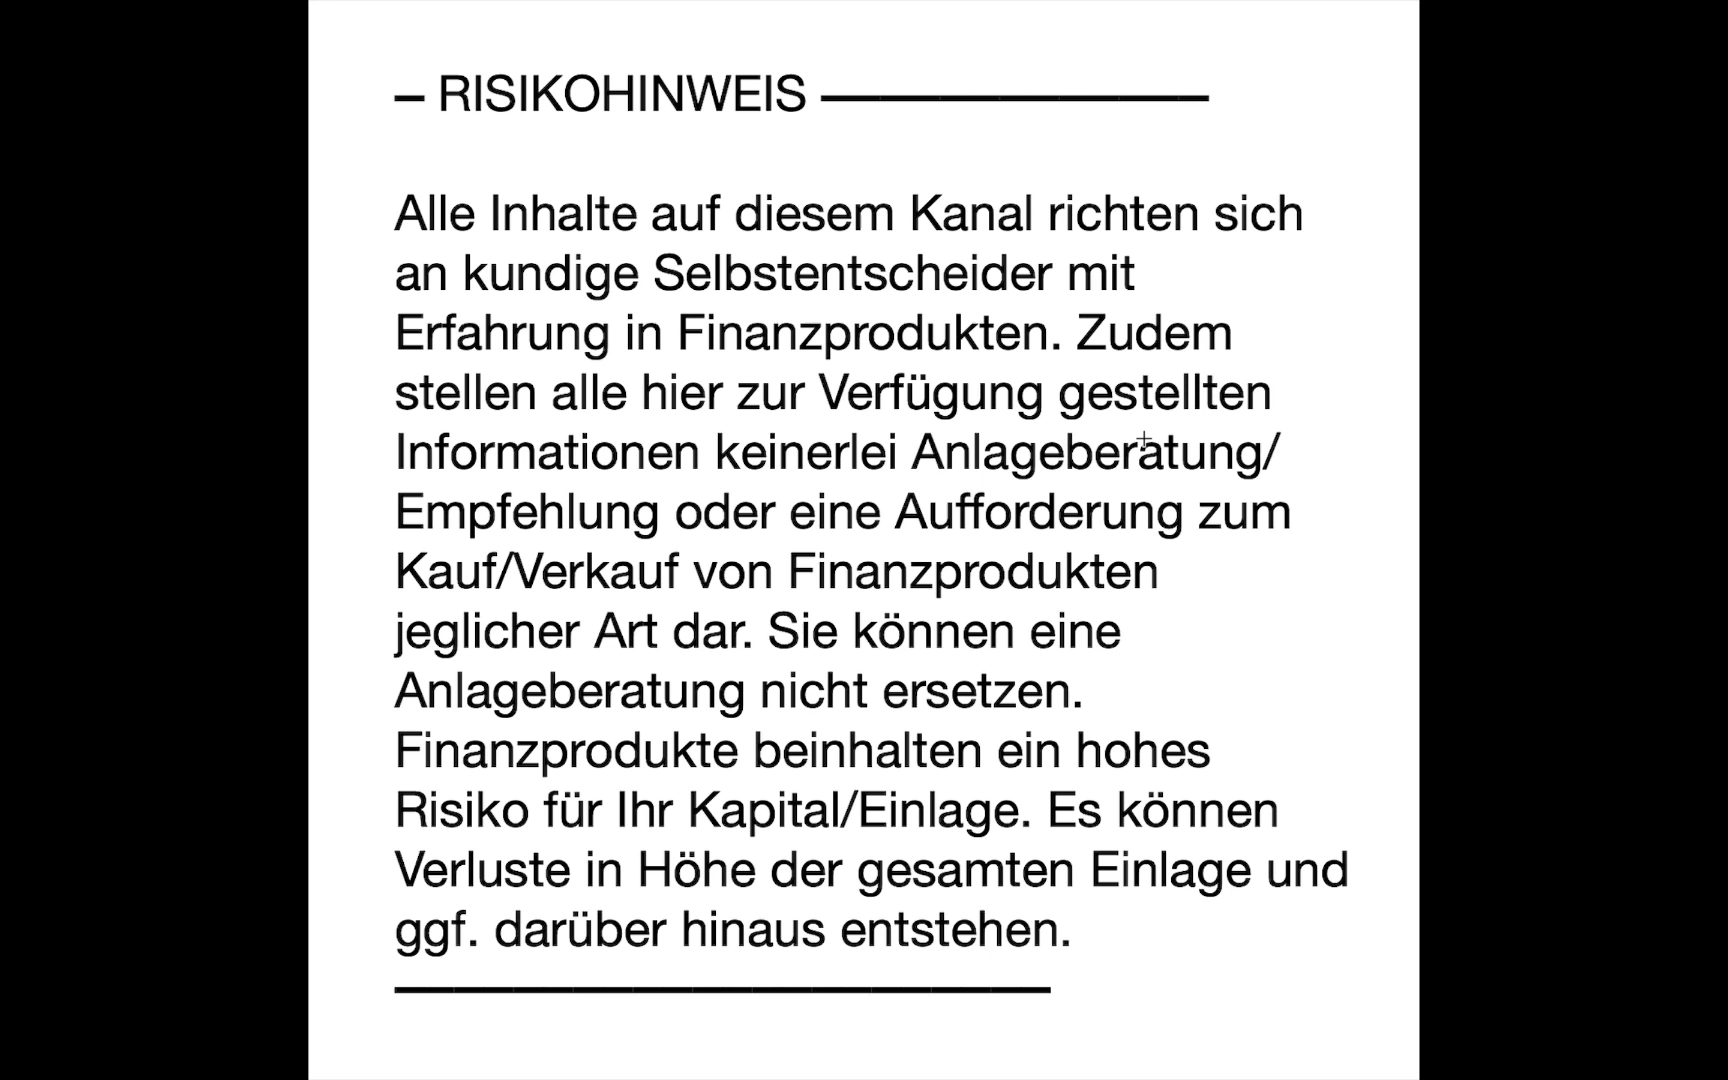 – RISIKOHINWEIS —————————————
Alle Inhalte auf diesem Kanal richten sich
an kundige Selbstentscheider mit
Erfahrung in Finanzprodukten. Zudem
stellen alle hier zur Verfügung gestellten
Informationen keinerlei Anlageberatung/
Empfehlung oder eine Aufforderung zum
Kauf/Verkauf von Finanzprodukten
jeglicher Art dar. Sie können eine
Anlageberatung nicht ersetzen.
Finanzprodukte beinhalten ein hohes
Risiko für Ihr Kapital/Einlage. Es können
Verluste in Höhe der gesamten Einlage und
ggf. darüber hinaus entstehen.